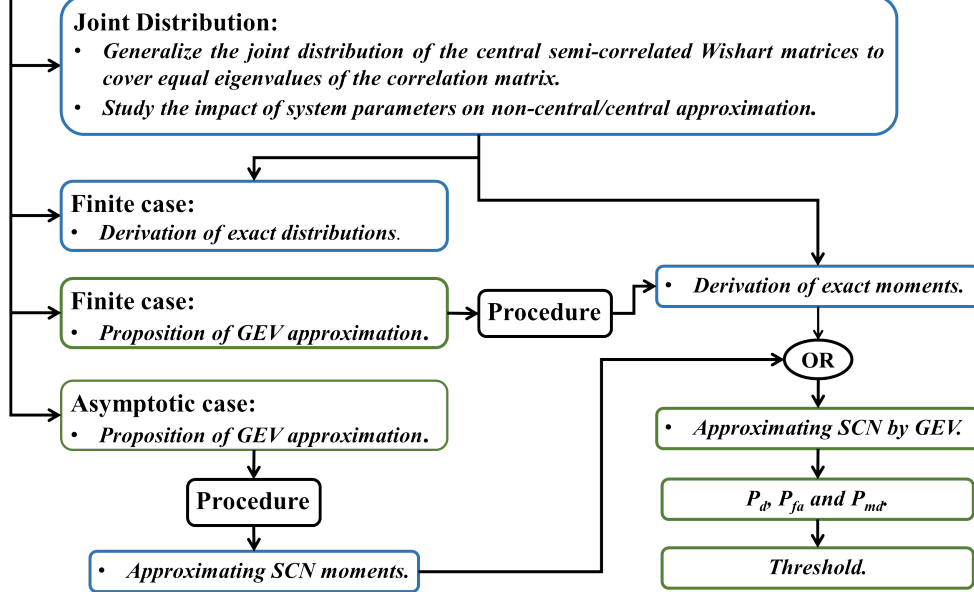 Joint Distribution:
• Generalize the joint distribution of the central semi-correlated Wishart matrices to
cover equal eigenvalues of the correlation matrix.
• Study the impact of system parameters on non-central/central approximation.
Finite case:
• Derivation of exact distributions.
Finite case:
• Proposition of GEV approximation.
Procedure
• Derivation of exact moments.
OR
Asymptotic case:
• Proposition of GEV approximation.
• Approximating SCN by GEV.
Procedure
P_d, P_fa and P_md.
• Approximating SCN moments.
Threshold.